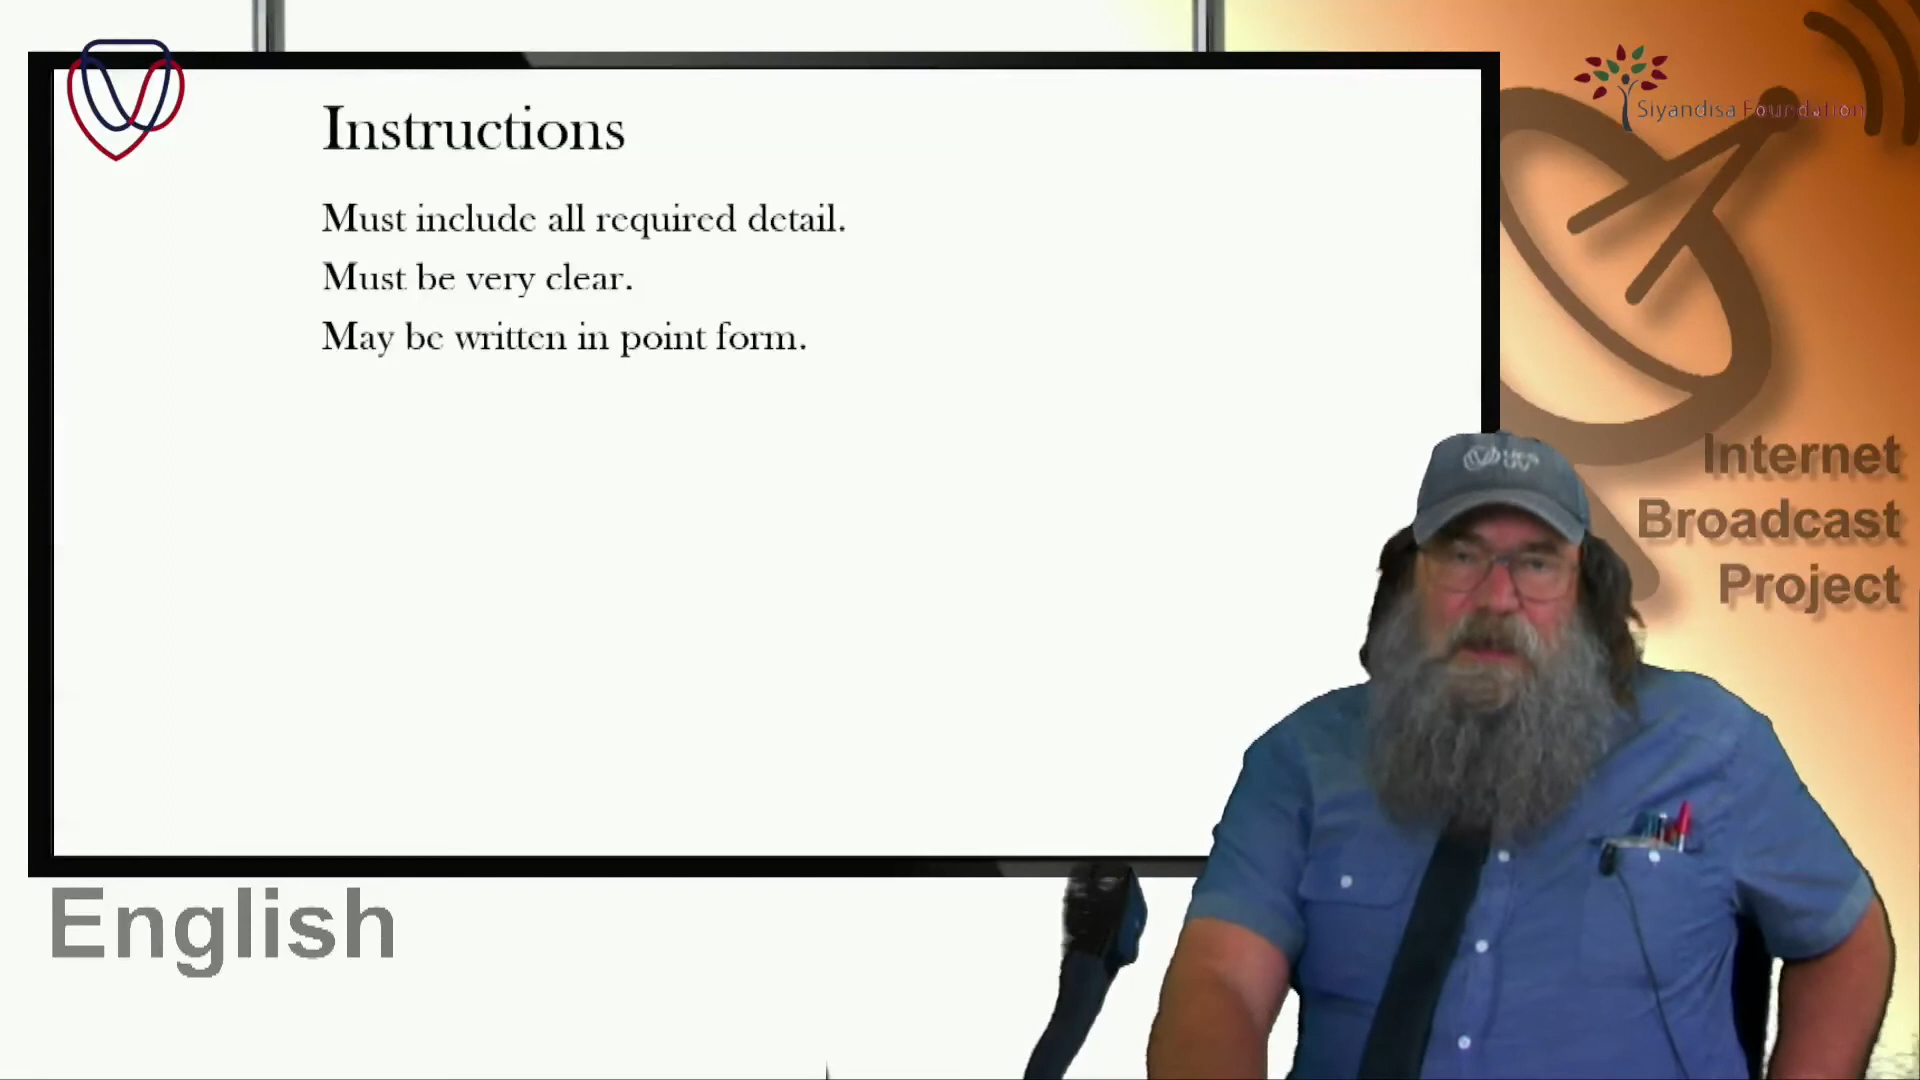 Instructions
Must include all required detail.
Must be very clear.
May be written in point form.
Siyandisa Foundation
Internet
Broadcast
Project
English